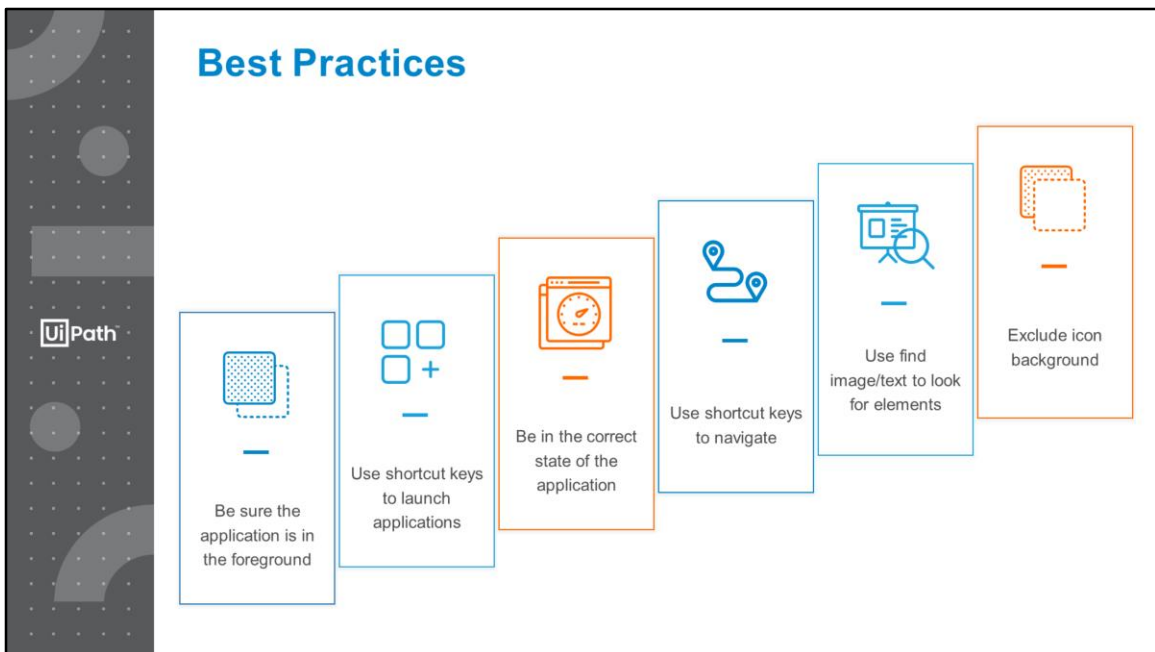 Best Practices
UiPath
Be sure the
application is in
the foreground
Use shortcut keys
to launch
applications
Be in the correct
state of the
application
Use shortcut keys
to navigate
Use find
image/text to look
for elements
Exclude icon
background